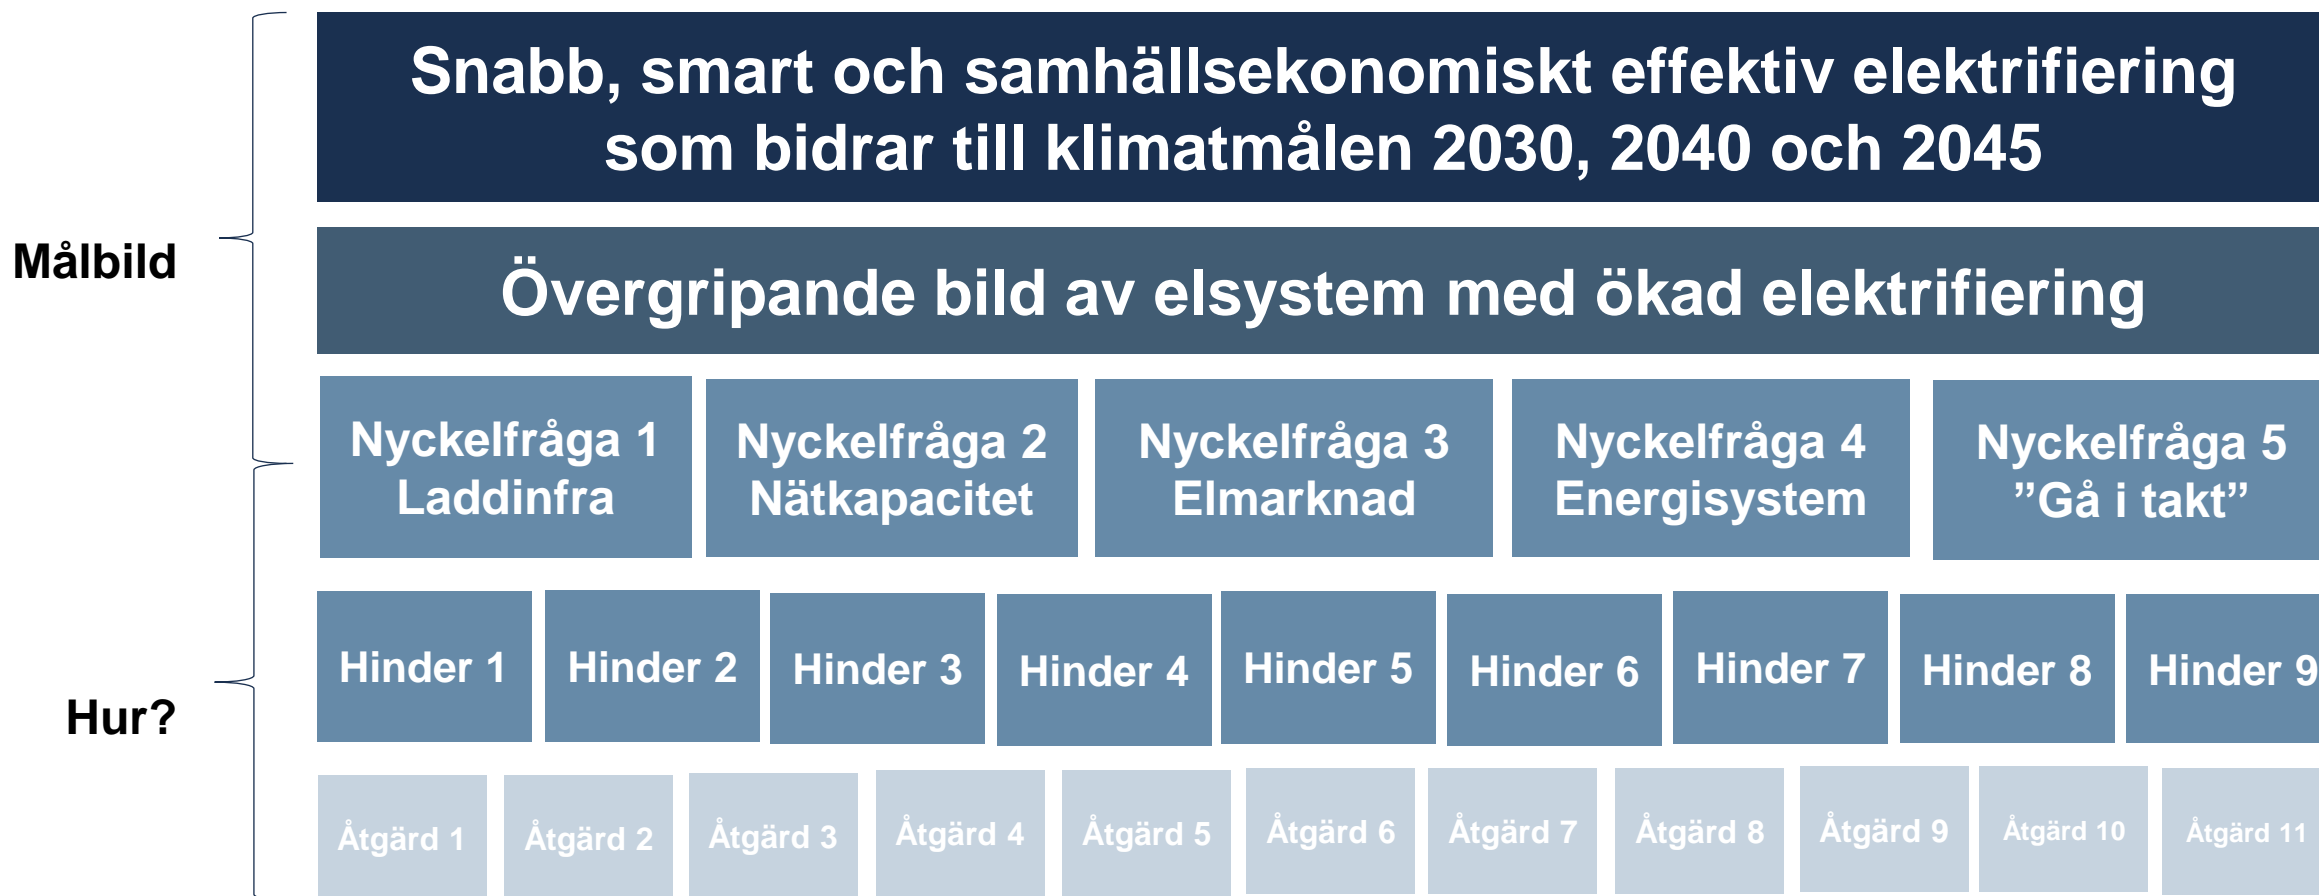 Snabb, smart och samhällsekonomiskt effektiv elektrifiering
som bidrar till klimatmålen 2030, 2040 och 2045
Målbild
Övergripande bild av elsystem med ökad elektrifiering
Nyckelfråga 1
Laddinfra
Nyckelfråga 2
Nätkapacitet
Nyckelfråga 3
Elmarknad
Nyckelfråga 4
Energisystem
Nyckelfråga 5
”Gå i takt”
Hur?
Hinder 1
Hinder 2
Hinder 3
Hinder 4
Hinder 5
Hinder 6
Hinder 7
Hinder 8
Hinder 9
Åtgärd 1
Åtgärd 2
Åtgärd 3
Åtgärd 4
Åtgärd 5
Åtgärd 6
Åtgärd 7
Åtgärd 8
Åtgärd 9
Åtgärd 10
Åtgärd 11